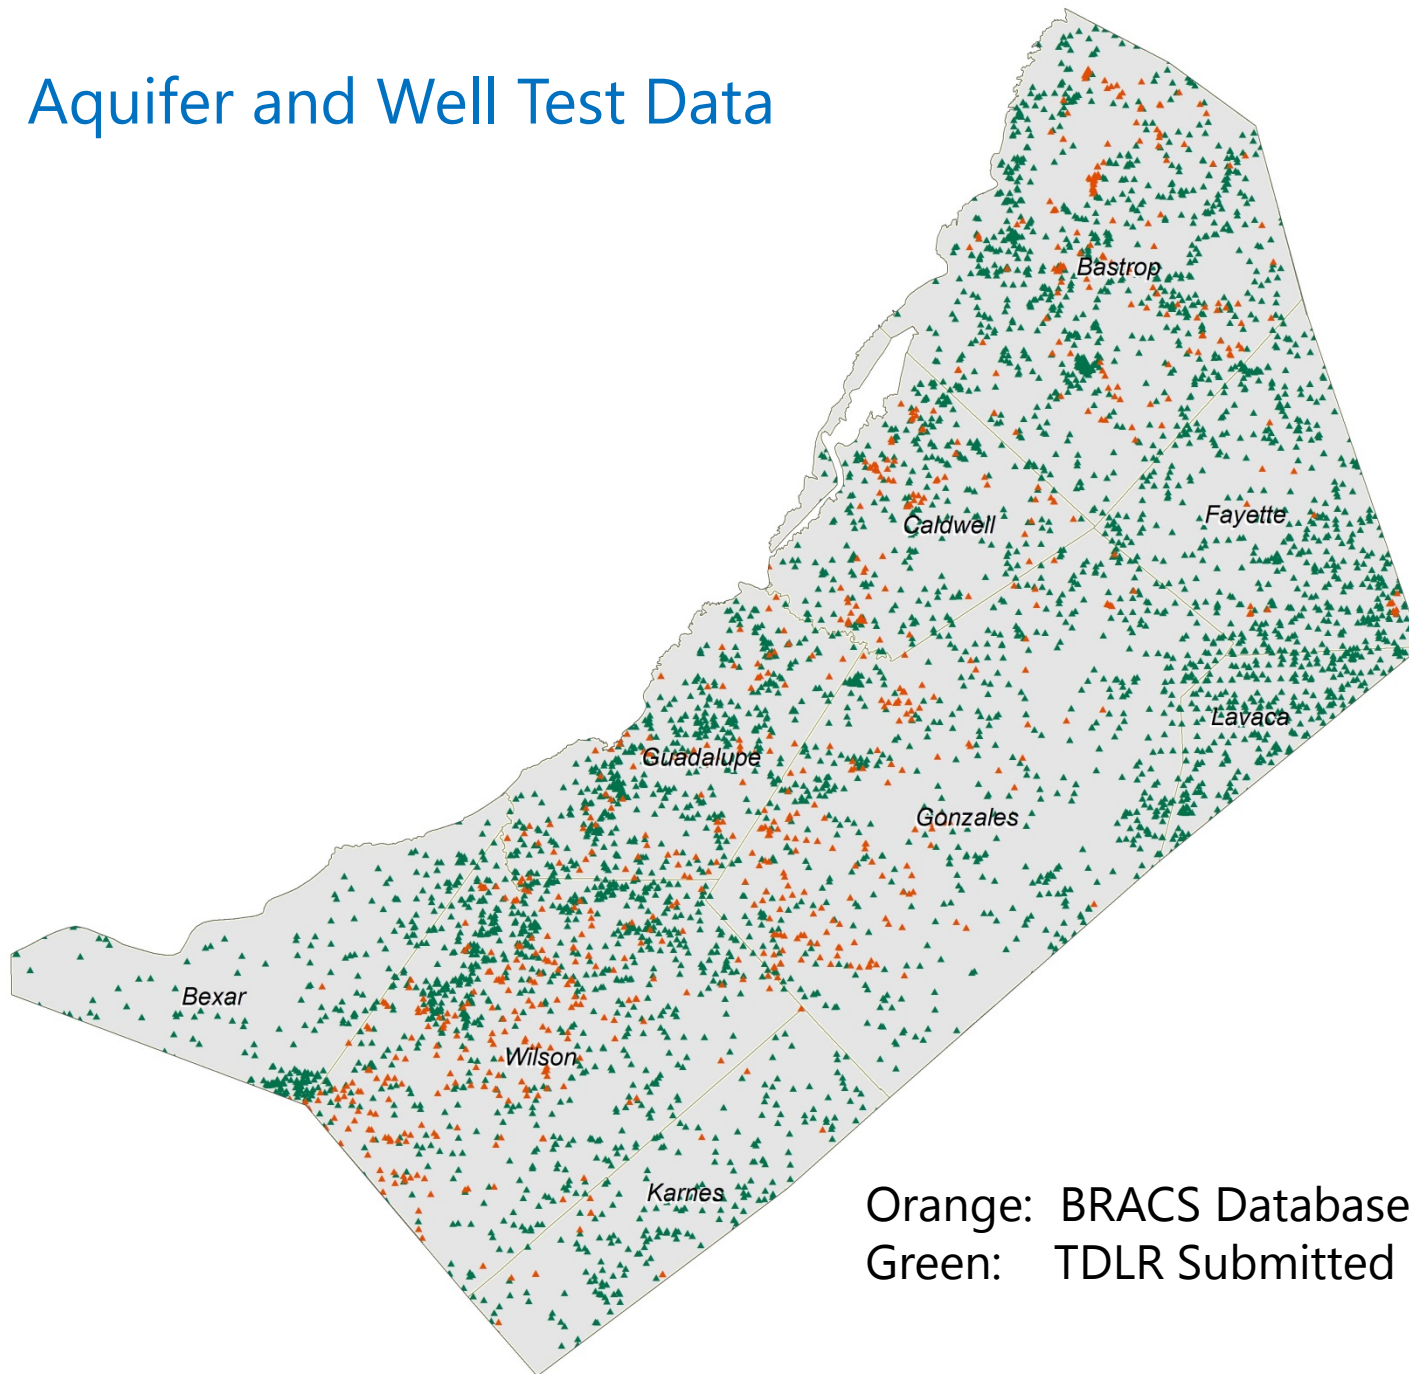 Aquifer and Well Test Data
Bastrop
Fayette
Caldwell
Lavaca
Guadalupe
Gonzales
Bexar
Wilson
Karnes
Orange: BRACS Database
Green: TDLR Submitted